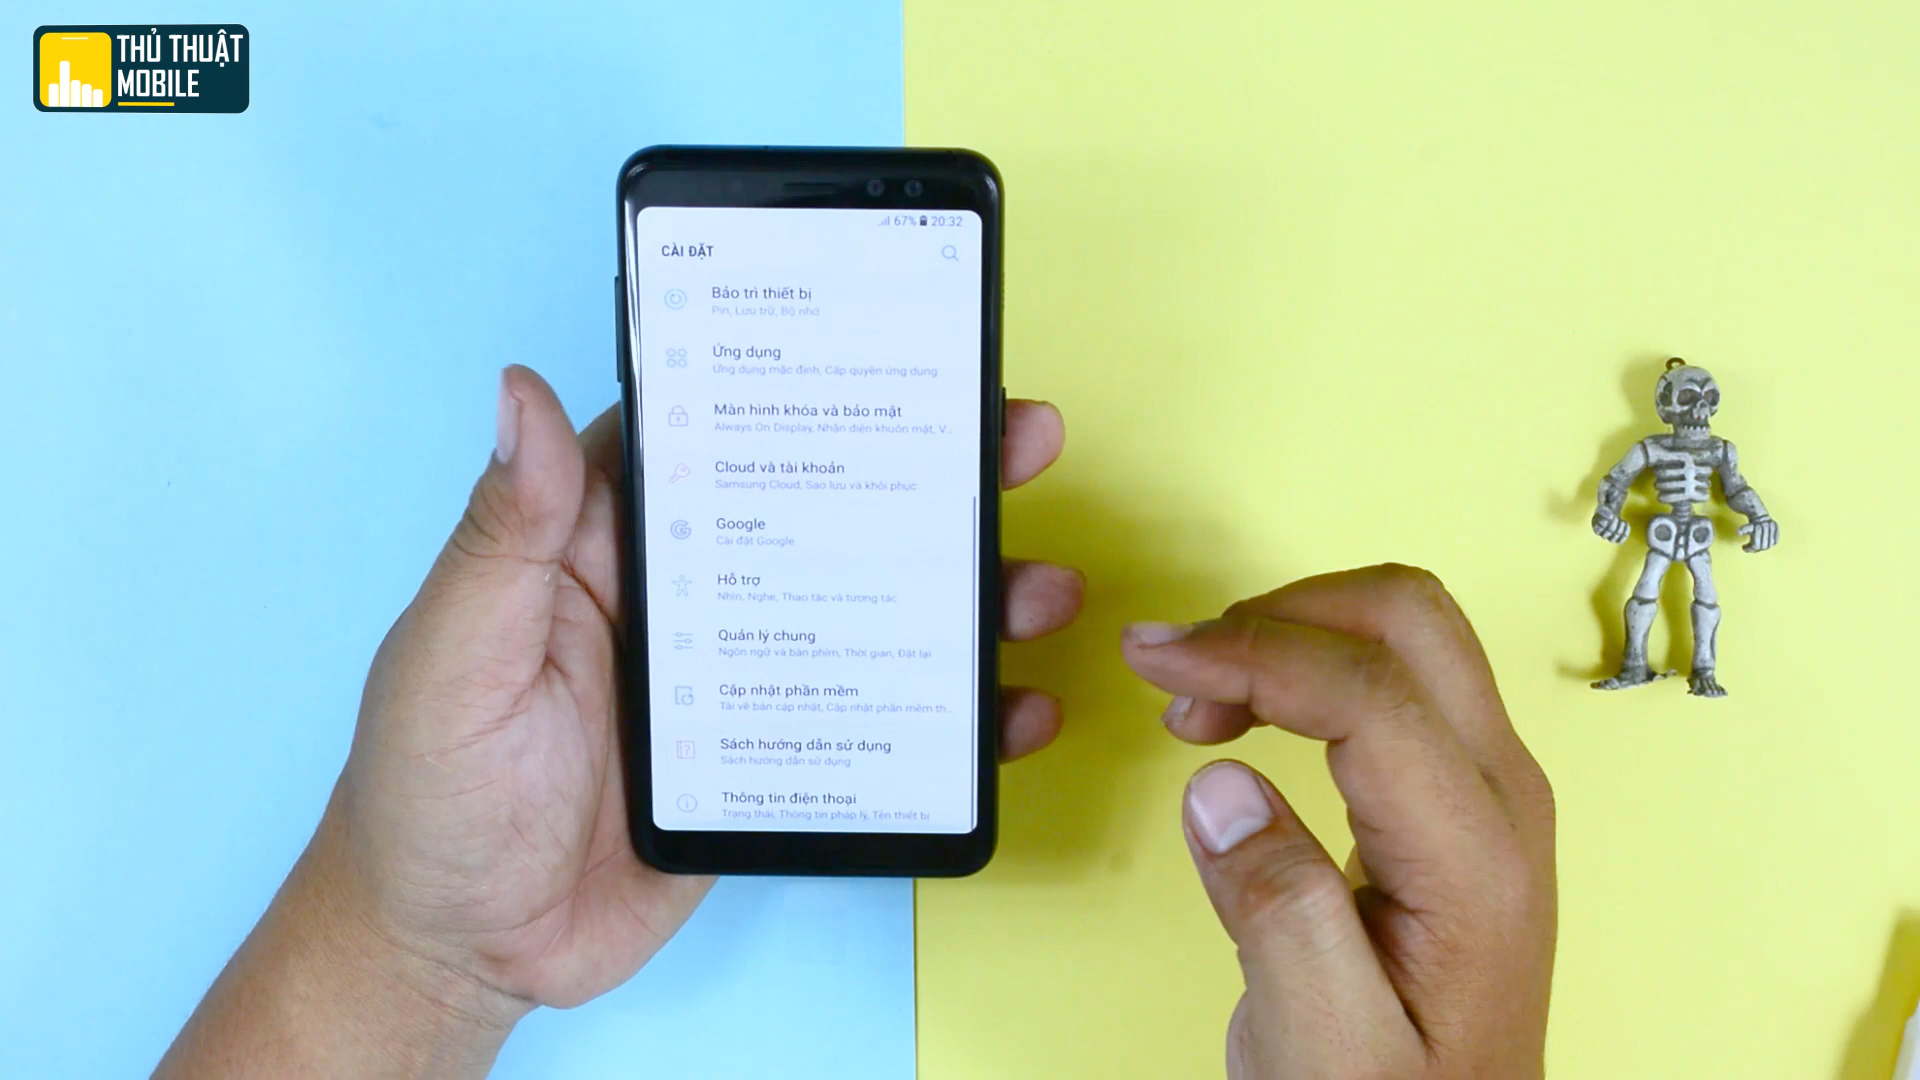 THỦ THUẬT
MOBILE
67% 20:32
CÀI ĐẶT
Bảo trì thiết bị
Pin, Lưu trữ, Bộ nhớ
Ứng dụng
Ứng dụng mặc định, Cấp quyền ứng dụng
Màn hình khóa và bảo mật
Always On Display, Nhận diện khuôn mặt, V...
Cloud và tài khoản
Samsung Cloud, Sao lưu và khôi phục
Google
Cài đặt Google
Hỗ trợ
Nhìn, Nghe, Thao tác và tương tác
Quản lý chung
Ngôn ngữ và bàn phím, Thời gian, Đặt lại
Cập nhật phần mềm
Tải về bản cập nhật, Cập nhật phần mềm th...
Sách hướng dẫn sử dụng
Sách hướng dẫn sử dụng
Thông tin điện thoại
Trạng thái, Thông tin pháp lý, Tên thiết bị